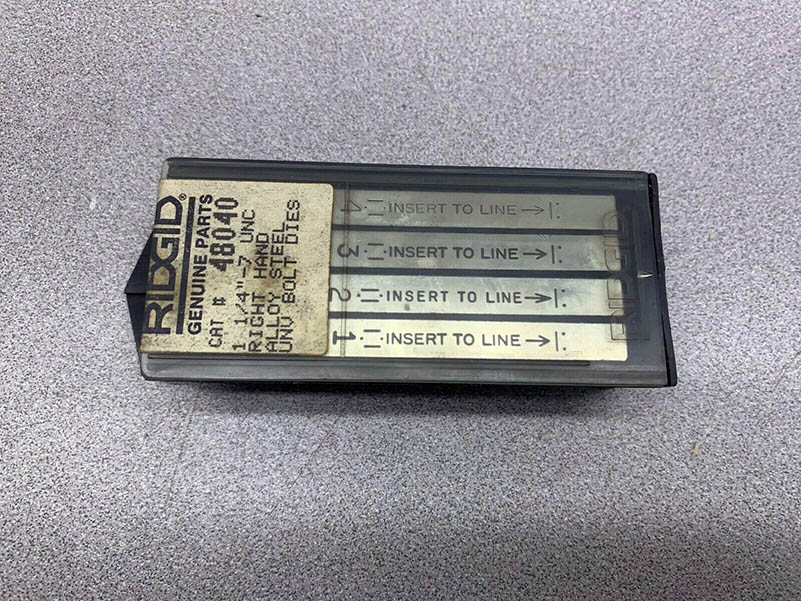 RIDGID®
GENUINE PARTS
CAT # 48040
1 1/4"-7 UNC
RIGHT HAND
ALLOY STEEL
UNV BOLT DIES
4 INSERT TO LINE →
3 INSERT TO LINE →
2 INSERT TO LINE →
1 INSERT TO LINE →
RIDGID